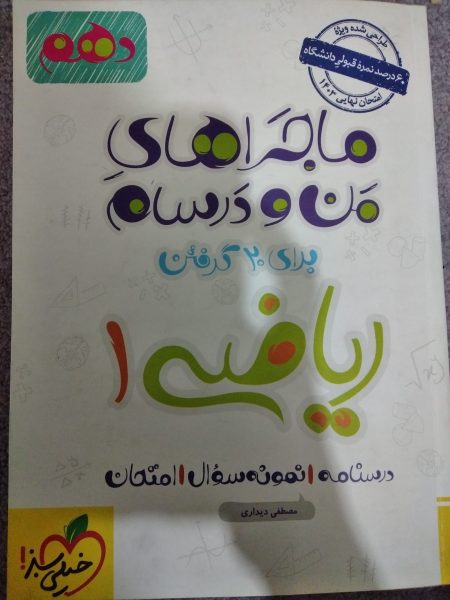 دهم
طراحی شده ویژهٔ
۶۰ درصد نمرهٔ قبولی دانشگاه
امتحان نهایی ۱۴۰۳
ماجراهای
من و درسام
برای ۲۰ گرفتن
ریاضی ۱
درسنامه | نمونه سؤال | امتحان
مصطفی دیداری
خیلی سبز!